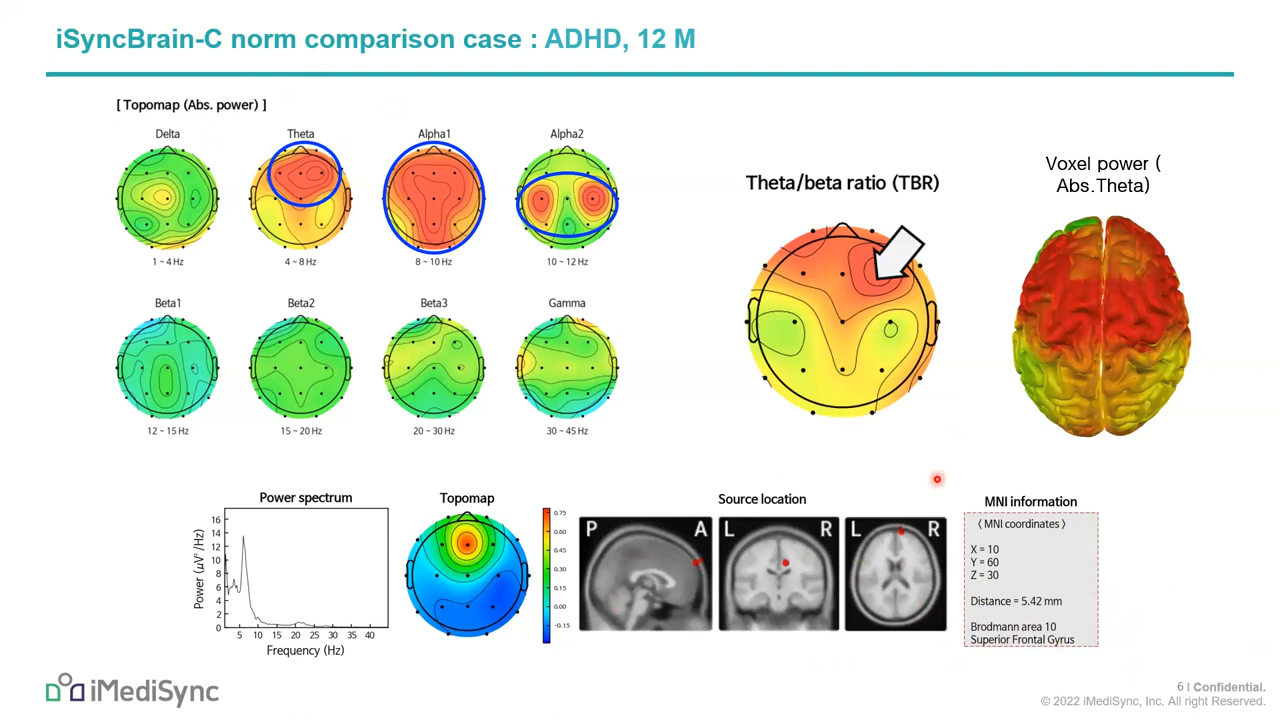 iSyncBrain-C norm comparison case : ADHD, 12 M
[ Topomap (Abs. power) ]
Delta
Theta
Alpha1
Alpha2
1 ~ 4 Hz
4 ~ 8 Hz
8 ~ 10 Hz
10 ~ 12 Hz
Beta1
Beta2
Beta3
Gamma
12 ~ 15 Hz
15 ~ 20 Hz
20 ~ 30 Hz
30 ~ 45 Hz
Theta/beta ratio (TBR)
Voxel power (
Abs.Theta)
Power spectrum
Power (μV²/Hz)
16
14
12
10
8
6
4
2
0
5
10
15
20
25
30
35
40
Frequency (Hz)
Topomap
0.75
0.60
0.45
0.30
0.15
0.00
-0.15
Source location
P
A
L
R
L
R
MNI information
〈 MNI coordinates 〉
X = 10
Y = 60
Z = 30
Distance = 5.42 mm
Brodmann area 10
Superior Frontal Gyrus
iMediSync
6 I Confidential.
© 2022 iMediSync, Inc. All right Reserved.